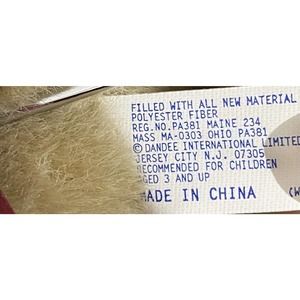 FILLED WITH ALL NEW MATERIAL
POLYESTER FIBER
REG.NO.PA381 MAINE 234
MASS MA-0303 OHIO PA381
© DANDEE INTERNATIONAL LIMITED
JERSEY CITY N.J. 07305
RECOMMENDED FOR CHILDREN
AGED 3 AND UP
MADE IN CHINA